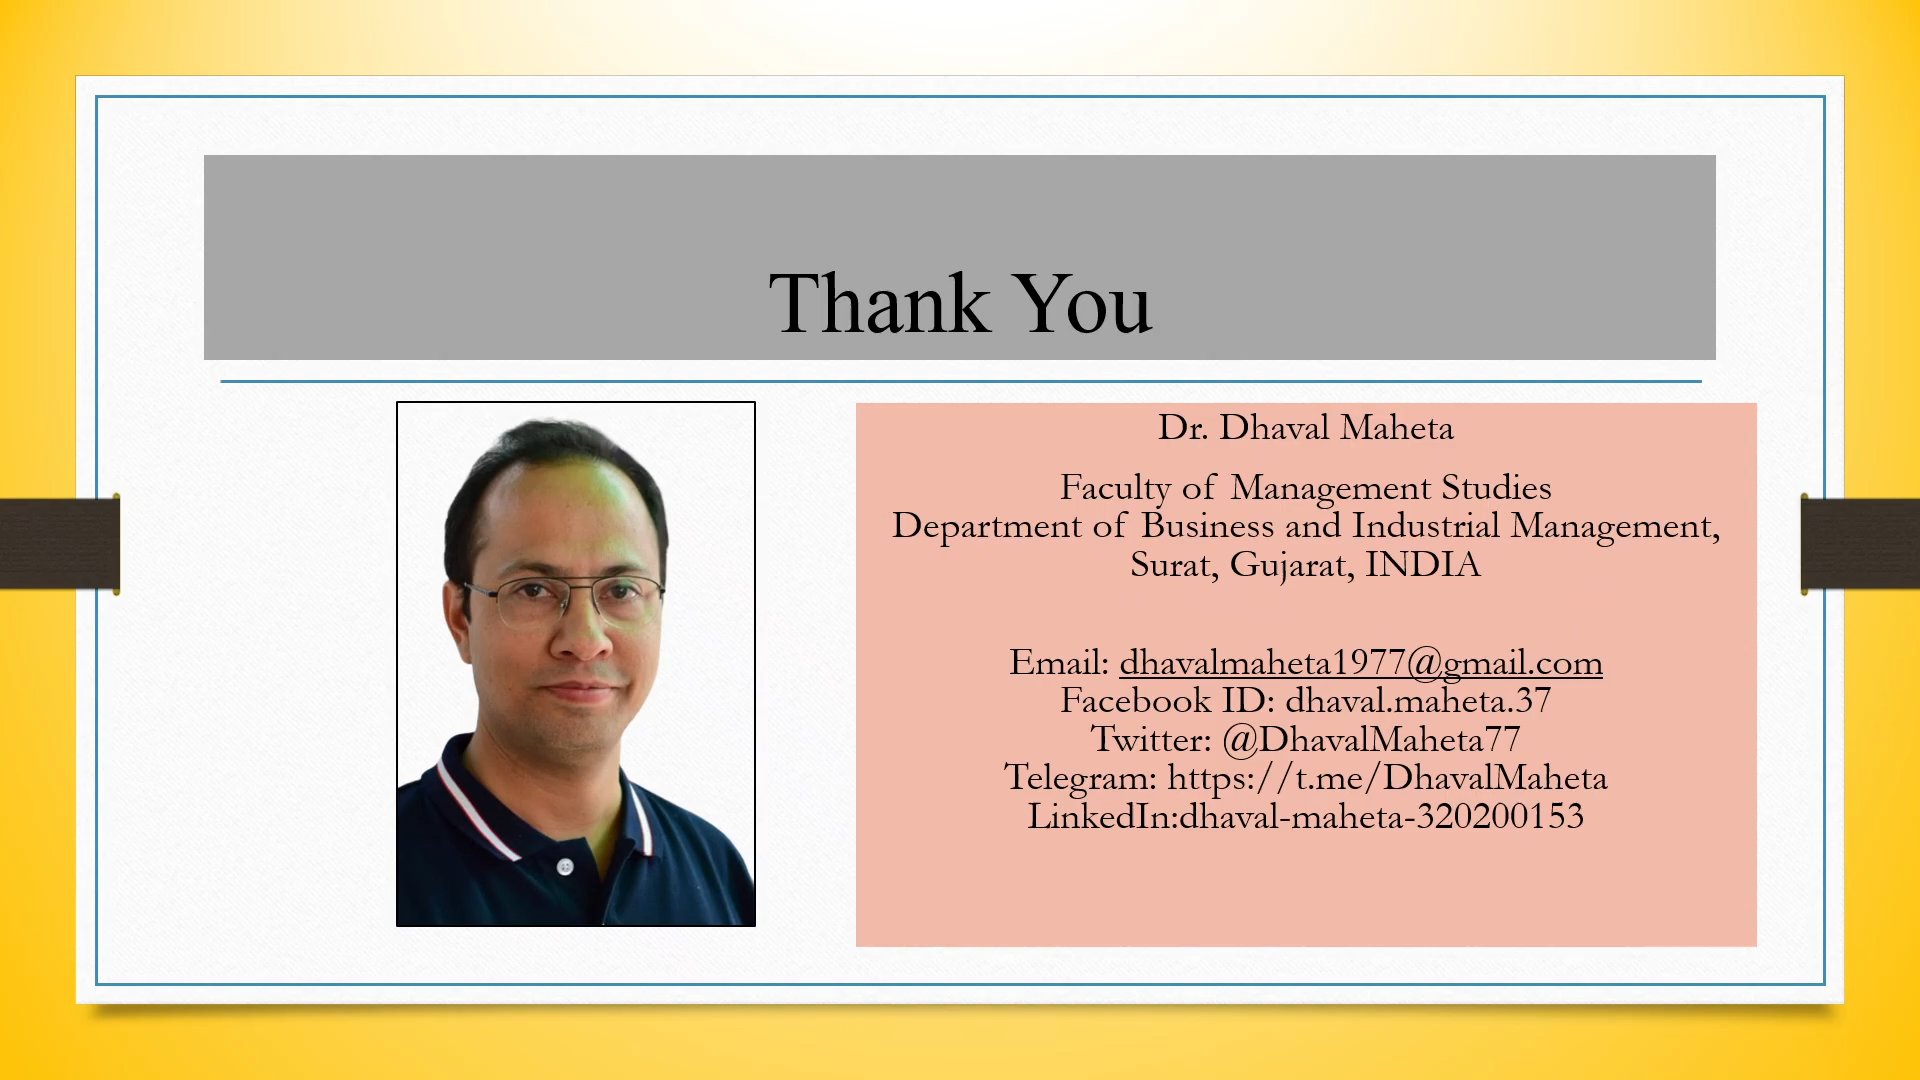 Thank You
Dr. Dhaval Maheta
Faculty of Management Studies
Department of Business and Industrial Management,
Surat, Gujarat, INDIA
Email: dhavalmaheta1977@gmail.com
Facebook ID: dhaval.maheta.37
Twitter: @DhavalMaheta77
Telegram: https://t.me/DhavalMaheta
LinkedIn:dhaval-maheta-320200153